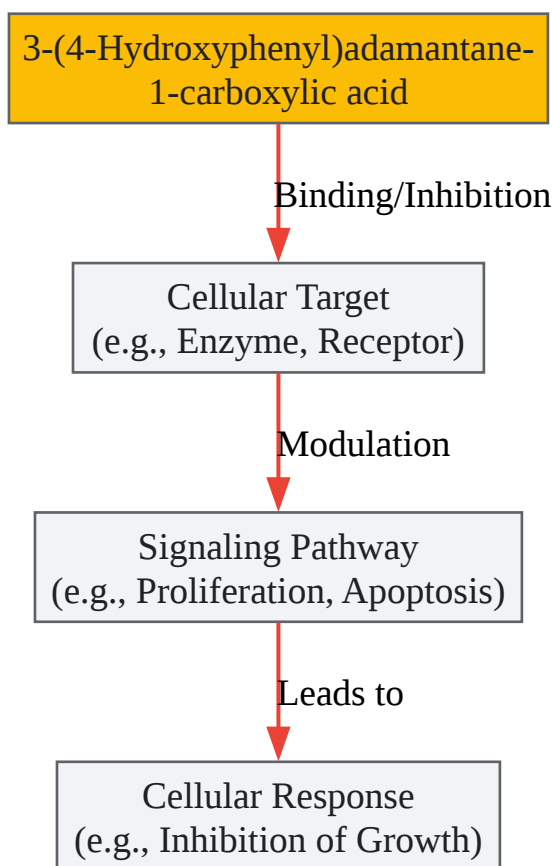 3-(4-Hydroxyphenyl)adamantane-
1-carboxylic acid
Binding/Inhibition
Cellular Target
(e.g., Enzyme, Receptor)
Modulation
Signaling Pathway
(e.g., Proliferation, Apoptosis)
Leads to
Cellular Response
(e.g., Inhibition of Growth)